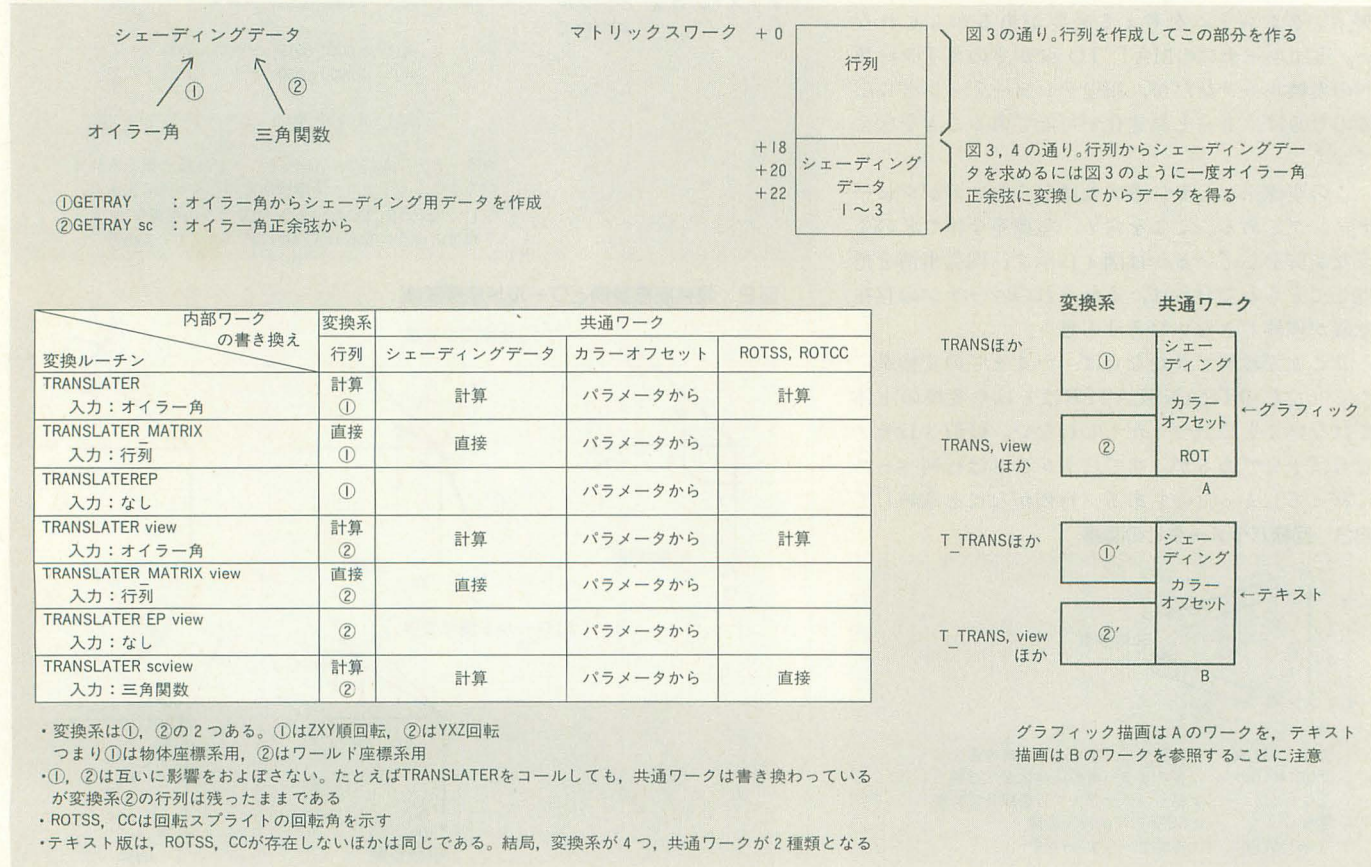 シェーディングデータ
① ②
オイラー角 三角関数
①GETRAY ：オイラー角からシェーディング用データを作成
②GETRAY sc ：オイラー角正余弦から
マトリックスワーク ＋0
行列
＋18
＋20
＋22
シェーディング
データ
1～3
図3の通り。行列を作成してこの部分を作る
図3，4の通り。行列からシェーディングデー
タを求めるには図3のように一度オイラー角
正余弦に変換してからデータを得る
内部ワーク
の書き換え
変換ルーチン
変換系 共通ワーク
行列 シェーディングデータ カラーオフセット ROTSS, ROTCC
TRANSLATER
入力：オイラー角
計算
①
計算 パラメータから 計算
TRANSLATER_MATRIX
入力：行列
直接
①
直接 パラメータから
TRANSLATEREP
入力：なし
① パラメータから
TRANSLATER view
入力：オイラー角
計算
②
計算 パラメータから 計算
TRANSLATER_MATRIX view
入力：行列
直接
②
直接 パラメータから
TRANSLATER EP view
入力：なし
② パラメータから
TRANSLATER scview
入力：三角関数
計算
②
計算 パラメータから 直接
・変換系は①，②の2つある。①はZXY順回転，②はYXZ回転
つまり①は物体座標系用，②はワールド座標系用
・①，②は互いに影響をおよぼさない。たとえばTRANSLATERをコールしても，共通ワークは書き換わっている
が変換系②の行列は残ったままである
・ROTSS，CCは回転スプライトの回転角を示す
・テキスト版は，ROTSS，CCが存在しないほかは同じである。結局，変換系が4つ，共通ワークが2種類となる
変換系 共通ワーク
TRANSほか
①
シェー
ディング
カラー
オフセット
←グラフィック
TRANS, view
ほか
②
ROT
A
T_TRANSほか
①′
シェー
ディング
カラー
オフセット
←テキスト
T_TRANS, view
ほか
②′
B
グラフィック描画はAのワークを，テキスト
描画はBのワークを参照することに注意